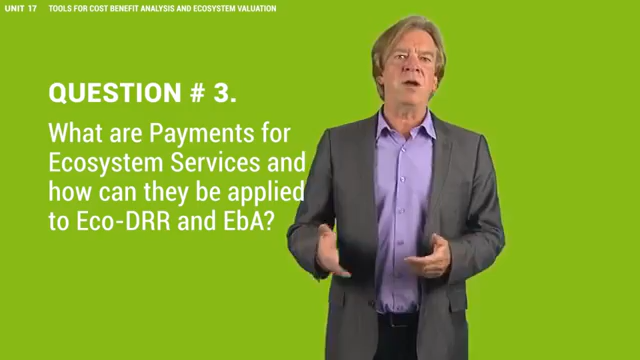 UNIT 17 TOOLS FOR COST BENEFIT ANALYSIS AND ECOSYSTEM VALUATION
QUESTION # 3.
What are Payments for
Ecosystem Services and
how can they be applied
to Eco-DRR and EbA?